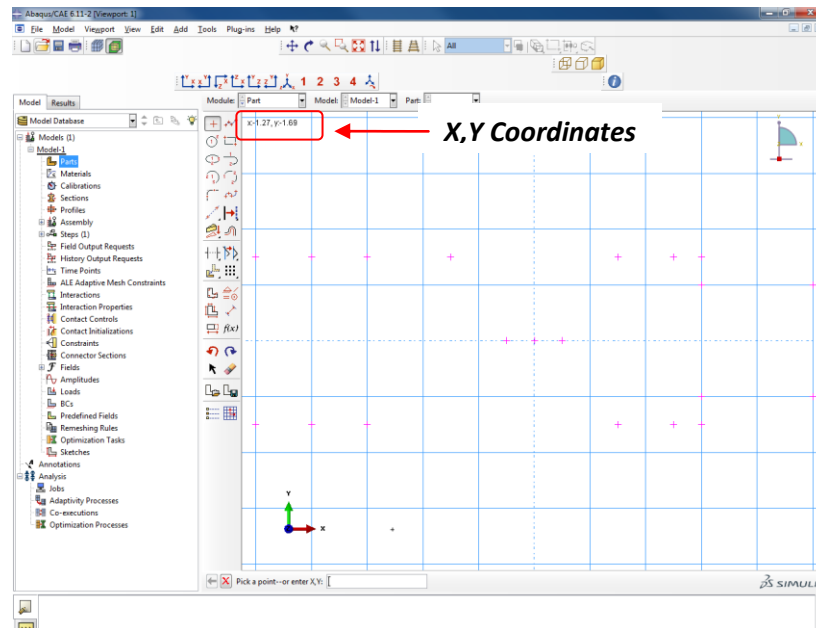 Abaqus/CAE 6.11-2 [Viewport: 1]
File Model Viewport View Edit Add Tools Plug-ins Help
All
1 2 3 4
Model Results
Module: Part Model: Model-1 Part:
Model Database
x:-1.27, y:-1.69
X,Y Coordinates
Models (1)
Model-1
Parts
Materials
Calibrations
Sections
Profiles
Assembly
Steps (1)
Field Output Requests
History Output Requests
Time Points
ALE Adaptive Mesh Constraints
Interactions
Interaction Properties
Contact Controls
Contact Initializations
Constraints
Connector Sections
Fields
Amplitudes
Loads
BCs
Predefined Fields
Remeshing Rules
Optimization Tasks
Sketches
Annotations
Analysis
Jobs
Adaptivity Processes
Co-executions
Optimization Processes
f(x)
Y
X
Pick a point--or enter X,Y:
SIMULI